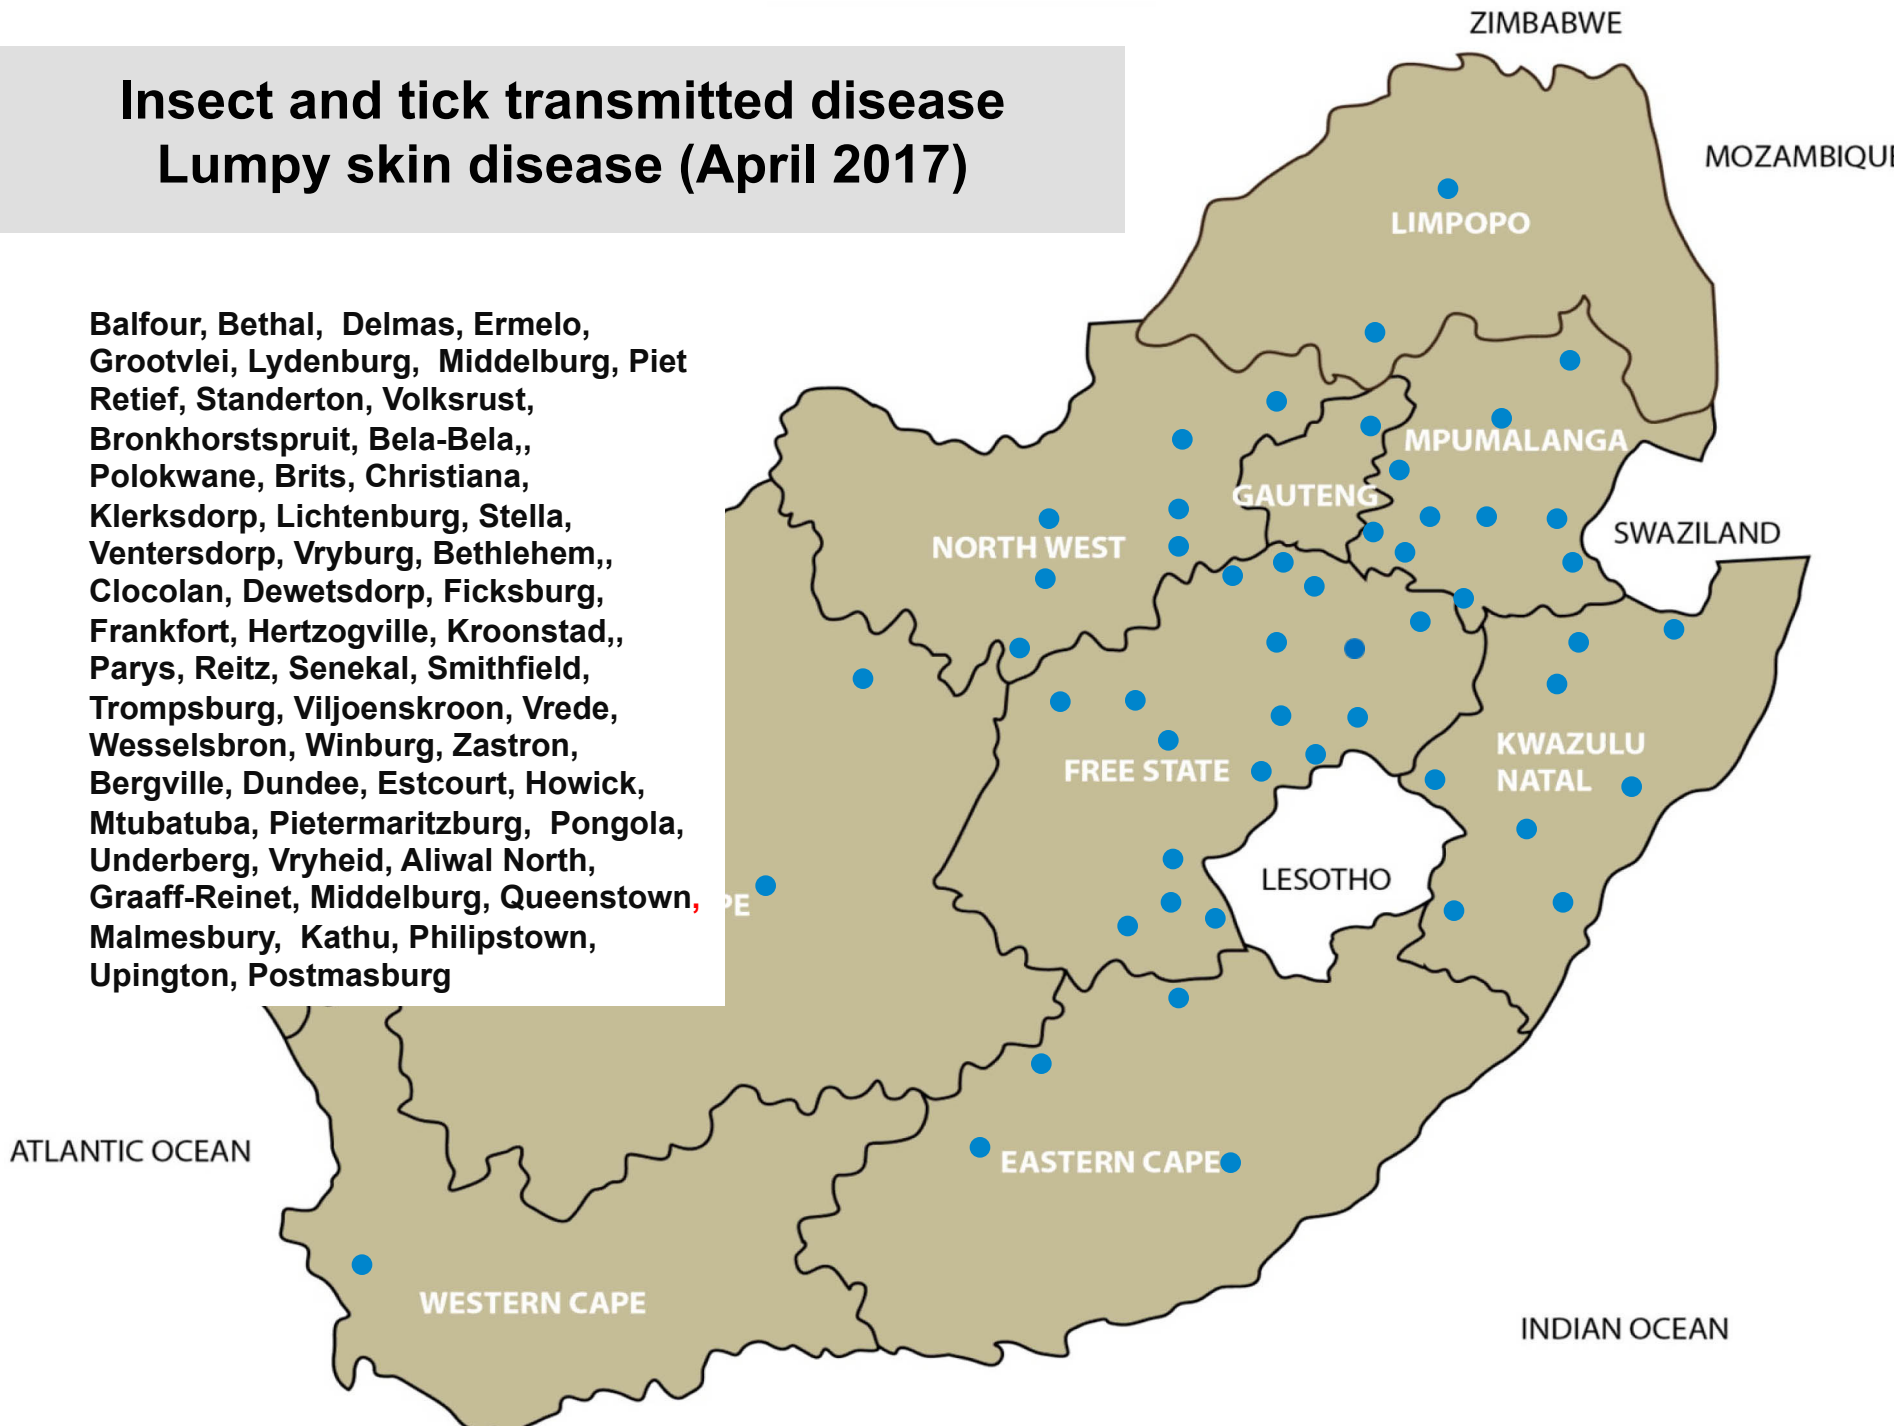 ZIMBABWE
Insect and tick transmitted disease
Lumpy skin disease (April 2017)
MOZAMBIQUE
LIMPOPO
Balfour, Bethal,  Delmas, Ermelo,
Grootvlei, Lydenburg,  Middelburg, Piet
Retief, Standerton, Volksrust,
Bronkhorstspruit, Bela-Bela,,
Polokwane, Brits, Christiana,
Klerksdorp, Lichtenburg, Stella,
Ventersdorp, Vryburg, Bethlehem,,
Clocolan, Dewetsdorp, Ficksburg,
Frankfort, Hertzogville, Kroonstad,,
Parys, Reitz, Senekal, Smithfield,
Trompsburg, Viljoenskroon, Vrede,
Wesselsbron, Winburg, Zastron,
Bergville, Dundee, Estcourt, Howick,
Mtubatuba, Pietermaritzburg,  Pongola,
Underberg, Vryheid, Aliwal North,
Graaff-Reinet, Middelburg, Queenstown,
Malmesbury,  Kathu, Philipstown,
Upington, Postmasburg
MPUMALANGA
GAUTENG
SWAZILAND
NORTH WEST
KWAZULU
NATAL
FREE STATE
LESOTHO
PE
ATLANTIC OCEAN
EASTERN CAPE
WESTERN CAPE
INDIAN OCEAN